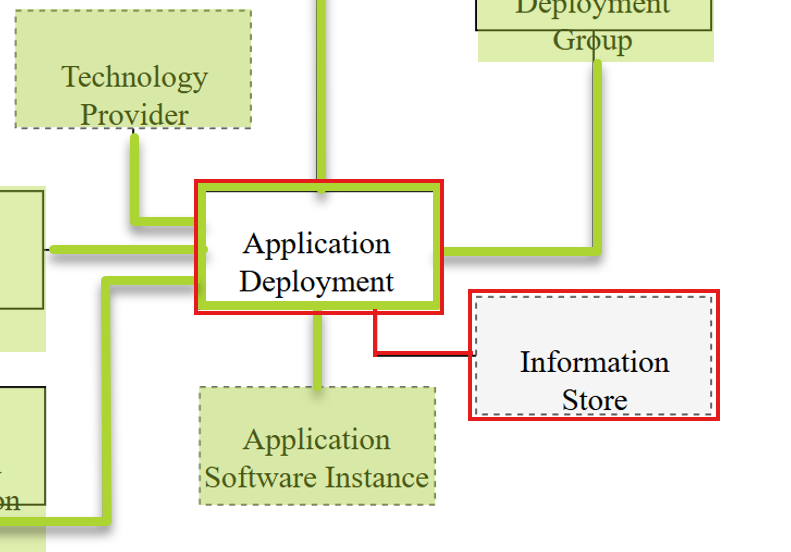 Deployment
Group
Technology
Provider
Application
Deployment
Information
Store
Application
Software Instance